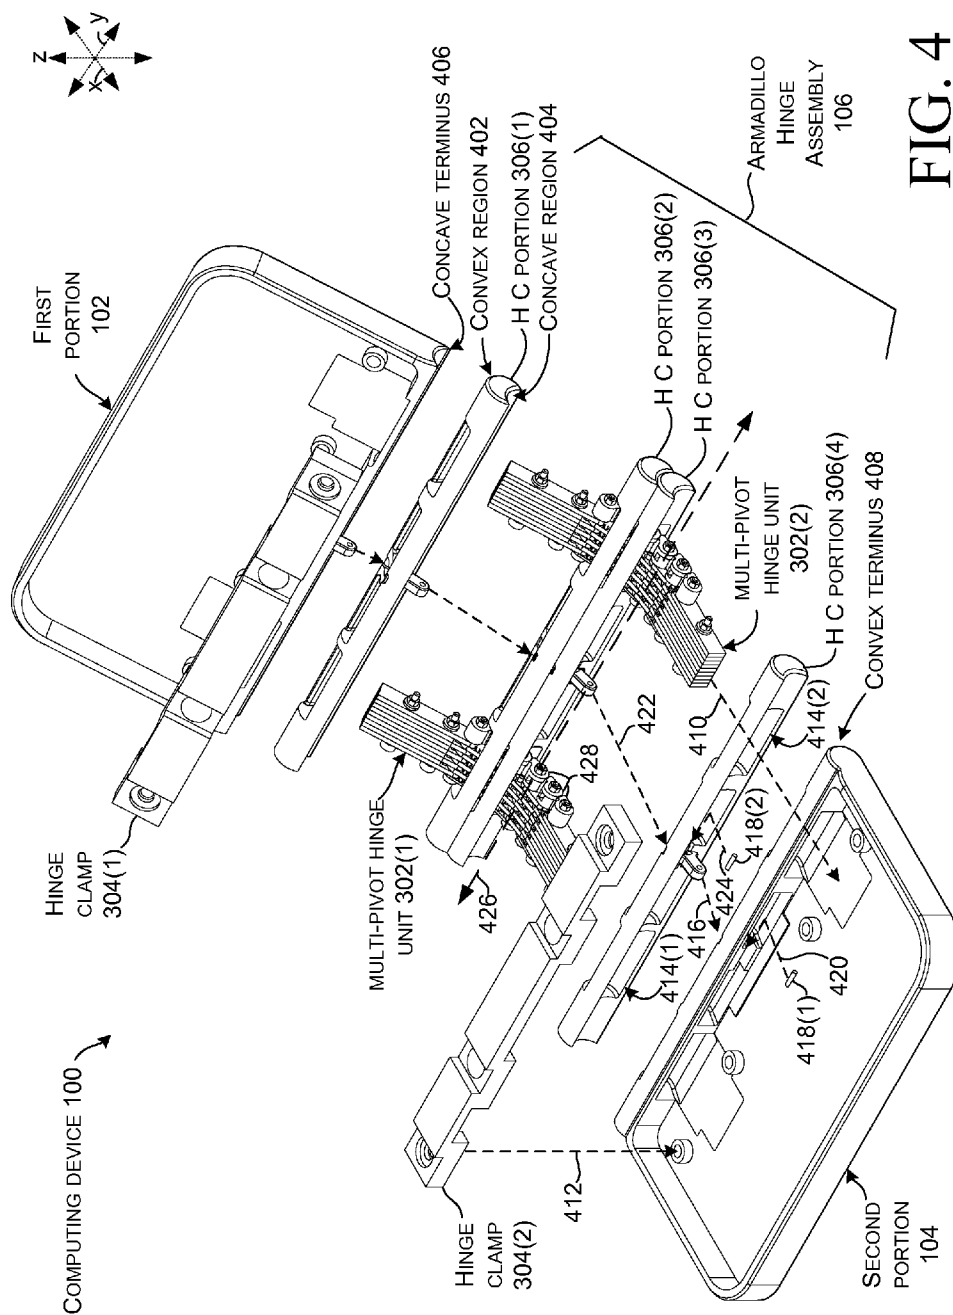 COMPUTING DEVICE 100
z
y
x
FIRST
PORTION
102
HINGE
CLAMP
304(1)
CONCAVE TERMINUS 406
CONVEX REGION 402
H C PORTION 306(1)
CONCAVE REGION 404
ARMADILLO
HINGE
ASSEMBLY
106
H C PORTION 306(2)
H C PORTION 306(3)
MULTI-PIVOT HINGE
UNIT 302(1)
426
428
422
410
MULTI-PIVOT
HINGE UNIT
302(2)
H C PORTION 306(4)
CONVEX TERMINUS 408
414(1)
414(2)
416
424
418(2)
418(1)
420
412
HINGE
CLAMP
304(2)
SECOND
PORTION
104
FIG. 4